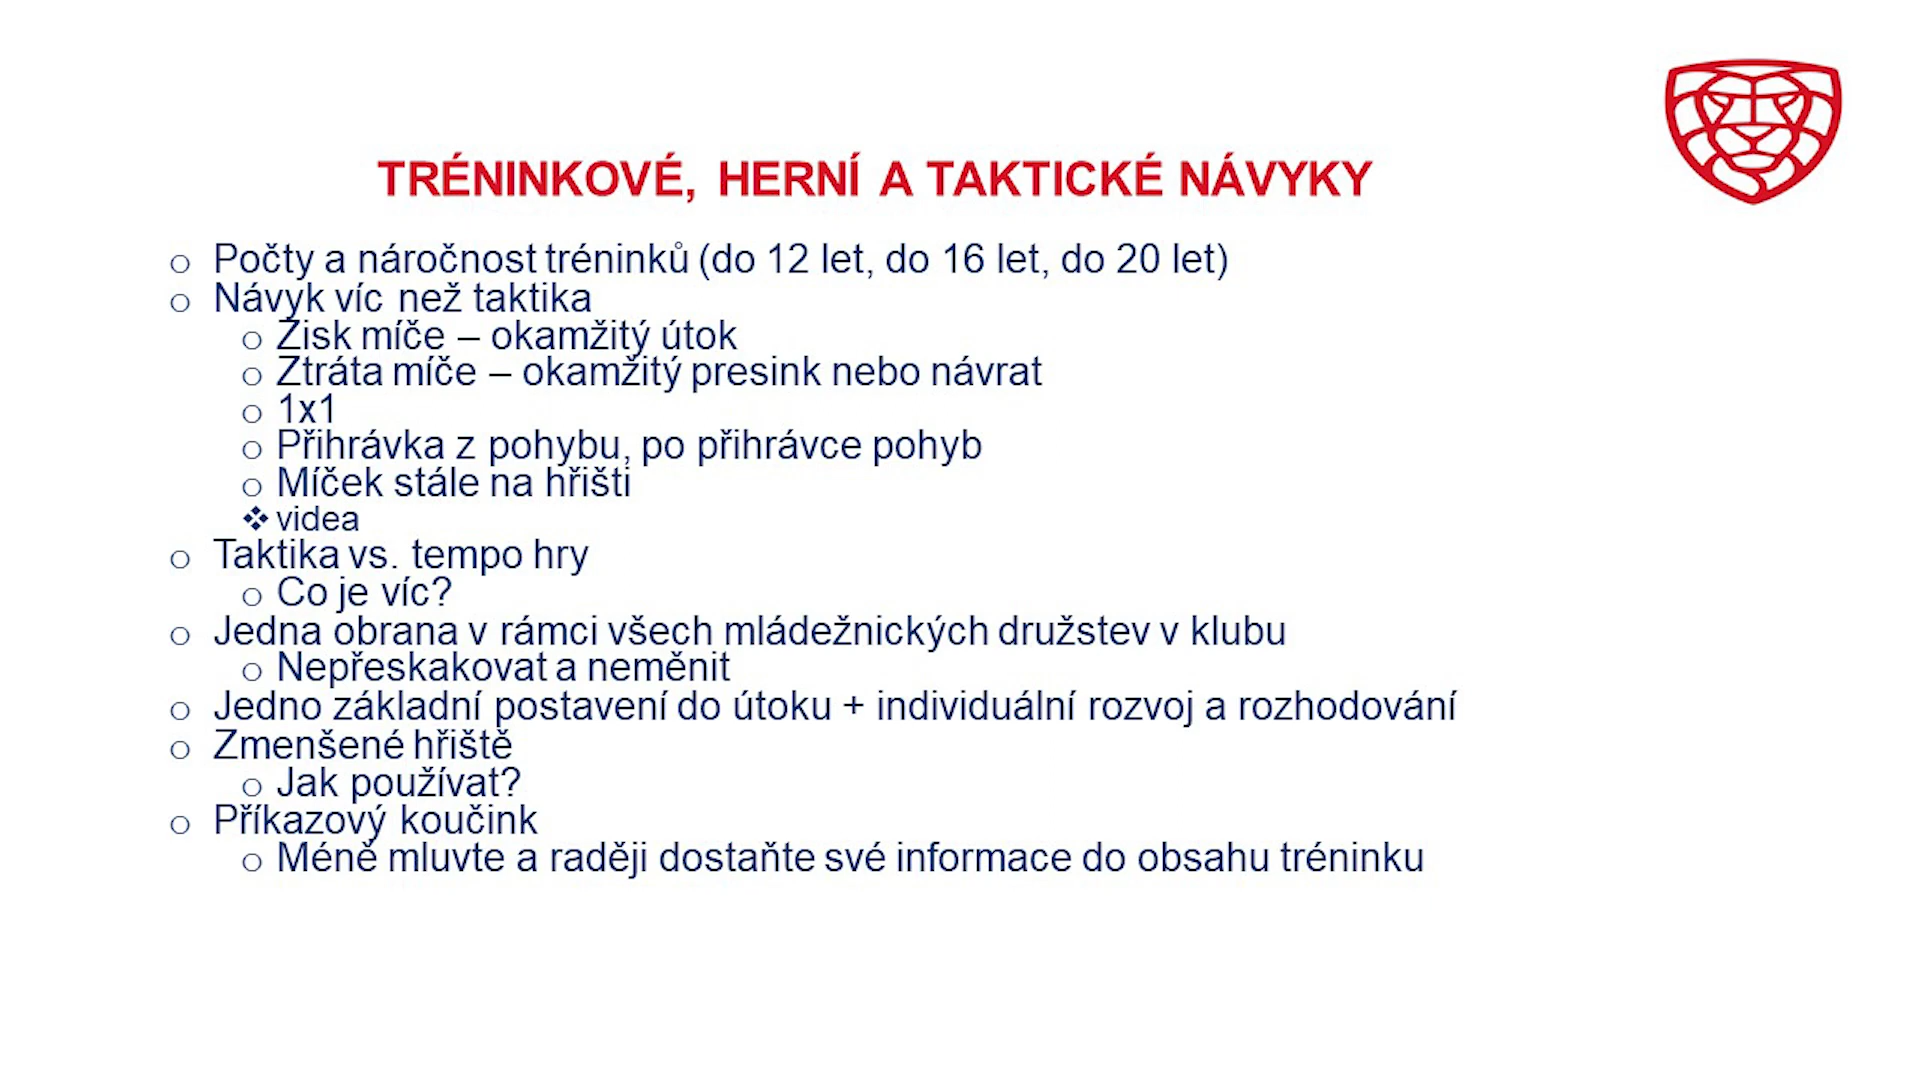 TRÉNINKOVÉ, HERNÍ A TAKTICKÉ NÁVYKY
o Počty a náročnost tréninků (do 12 let, do 16 let, do 20 let)
o Návyk víc než taktika
o Zisk míče – okamžitý útok
o Ztráta míče – okamžitý presink nebo návrat
o 1x1
o Přihrávka z pohybu, po přihrávce pohyb
o Míček stále na hřišti
❖ videa
o Taktika vs. tempo hry
o Co je víc?
o Jedna obrana v rámci všech mládežnických družstev v klubu
o Nepřeskakovat a neměnit
o Jedno základní postavení do útoku + individuální rozvoj a rozhodování
o Zmenšené hřiště
o Jak používat?
o Příkazový koučink
o Méně mluvte a raději dostaňte své informace do obsahu tréninku